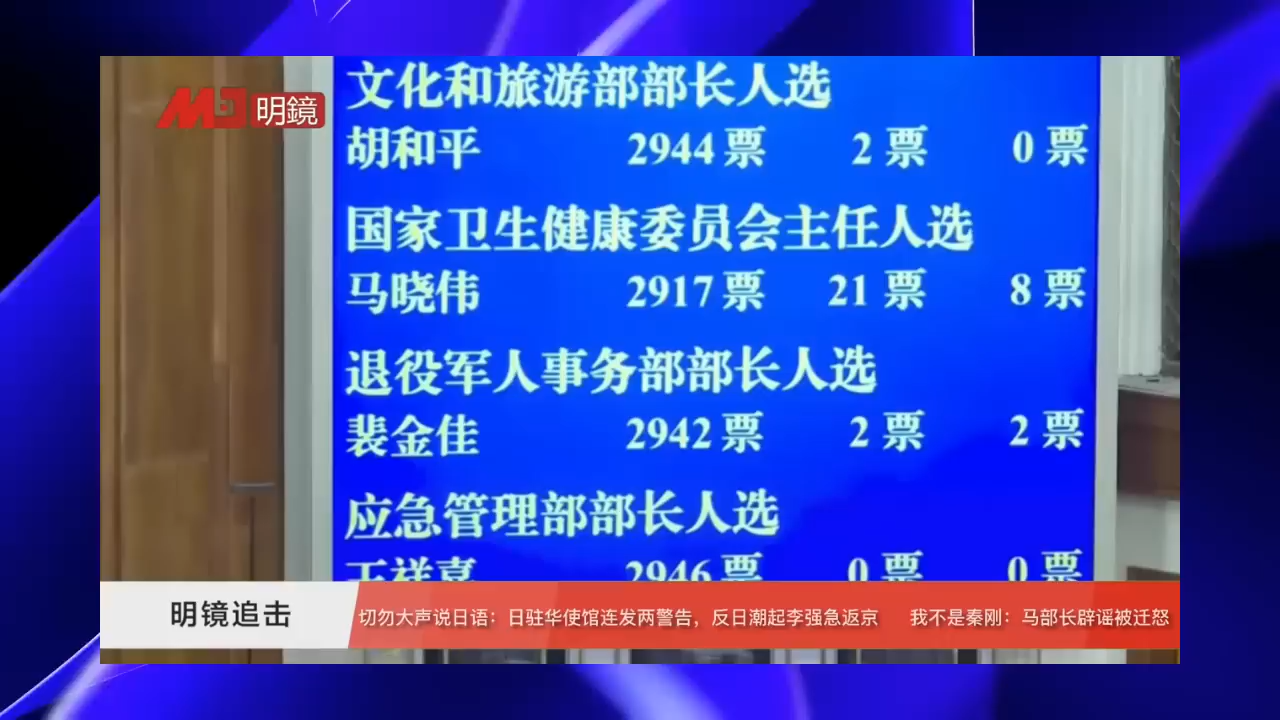 明鏡
文化和旅游部部长人选
胡和平 2944 票 2 票 0 票
国家卫生健康委员会主任人选
马晓伟 2917 票 21 票 8 票
退役军人事务部部长人选
裴金佳 2942 票 2 票 2 票
应急管理部部长人选
王祥喜 2946 票 0 票 0 票
明镜追击
切勿大声说日语：日驻华使馆连发两警告，反日潮起李强急返京 我不是秦刚：马部长辟谣被迁怒